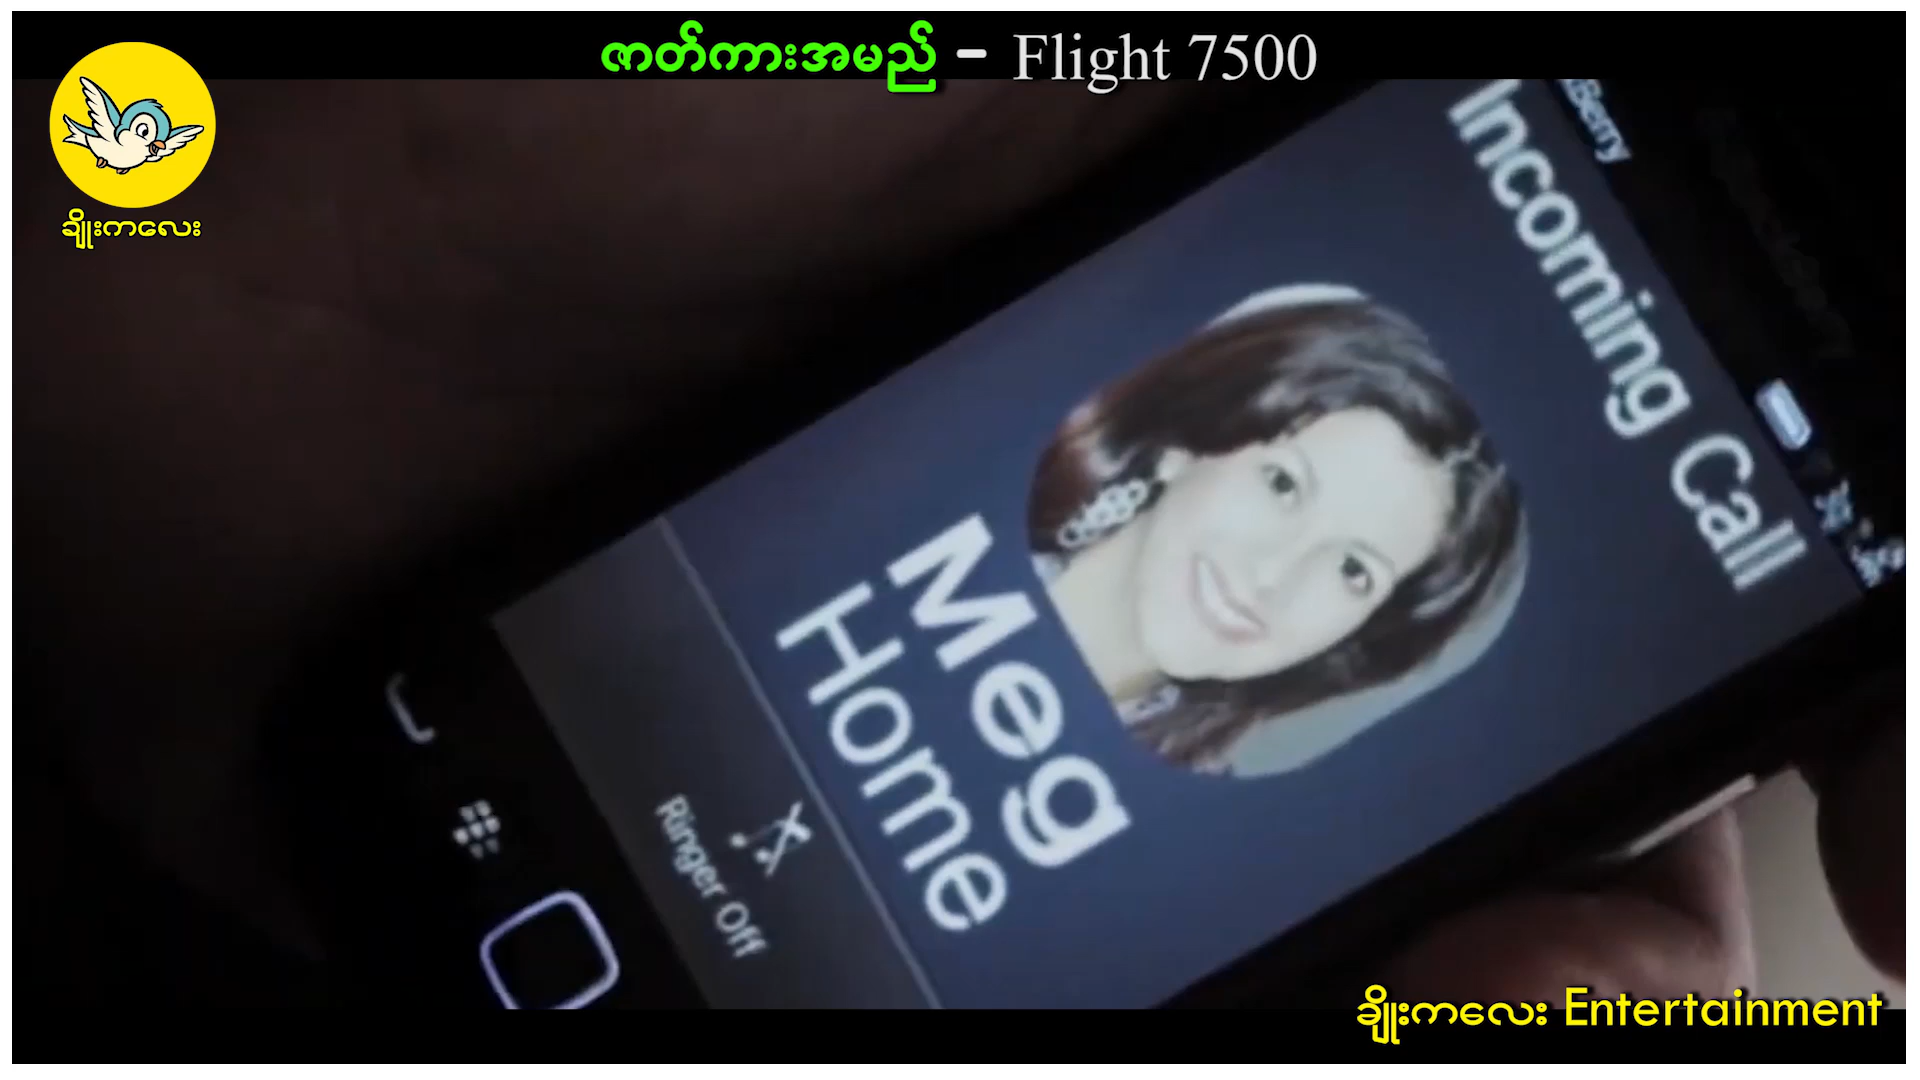 ဇာတ်ကားအမည် - Flight 7500
ချိုးကလေး
Berry
Incoming Call
Meg
Home
Ringer Off
ချိုးကလေး Entertainment